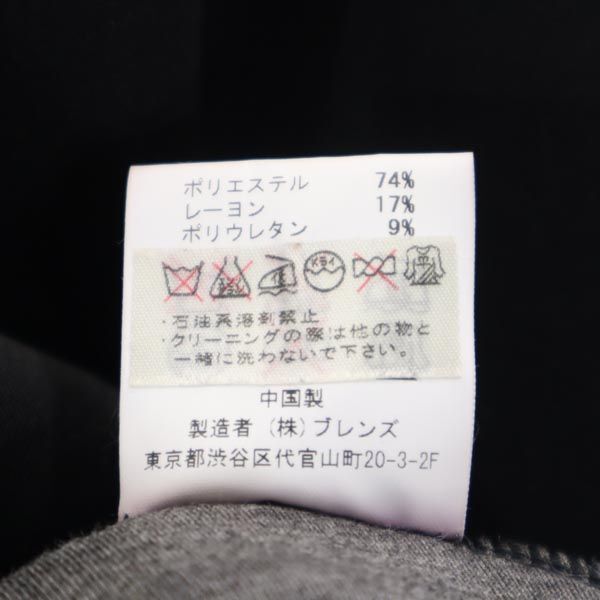 ポリエステル 74%
レーヨン 17%
ポリウレタン 9%
ドライ
・石油系溶剤禁止
・クリーニングの際は他の物と
一緒に洗わないで下さい。
中国製
製造者（株）ブレンズ
東京都渋谷区代官山町20-3-2F